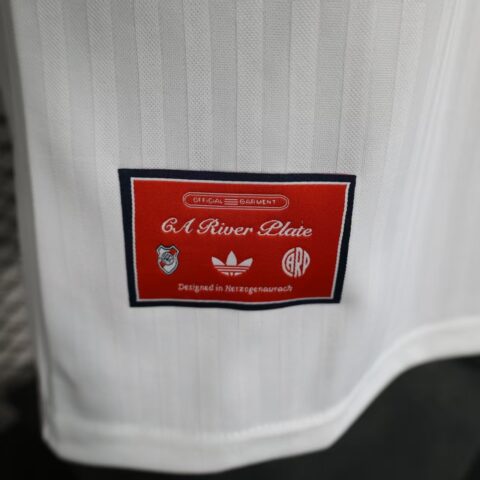 OFFICIAL GARMENT
CA River Plate
CARP
Designed in Herzogenaurach